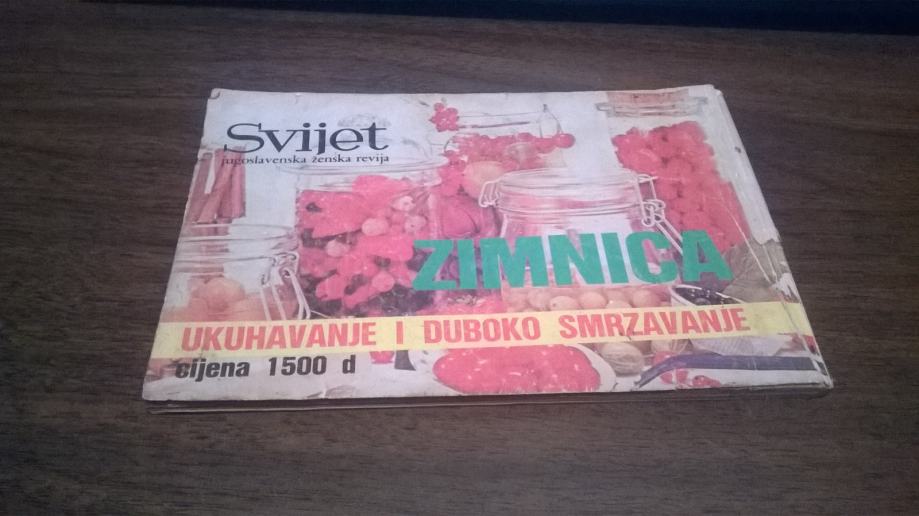 Svijet
jugoslavenska ženska revija
ZIMNICA
UKUHAVANJE I DUBOKO SMRZAVANJE
cijena 1500 d